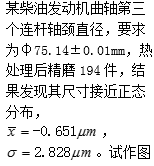 某柴油发动机曲轴第三
个连杆轴颈直径，要求
为φ75.14±0.01mm，热
处理后精磨194件，结
果发现其尺寸接近正态
分布，
x̅=-0.651μm，
σ=2.828μm。试作图